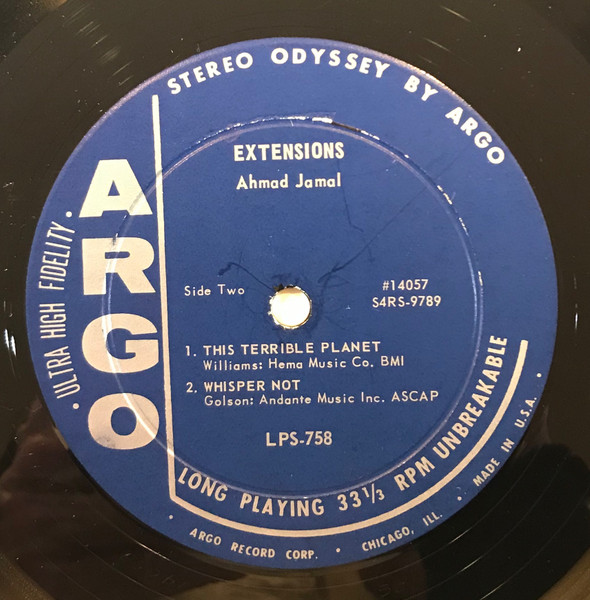 STEREO ODYSSEY BY ARGO
ULTRA HIGH FIDELITY
ARGO
EXTENSIONS
Ahmad Jamal
Side Two
#14057
S4RS-9789
1. THIS TERRIBLE PLANET
Williams: Hema Music Co. BMI
2. WHISPER NOT
Golson: Andante Music Inc. ASCAP
LPS-758
LONG PLAYING 33 1/3 RPM UNBREAKABLE
· ARGO RECORD CORP. · CHICAGO, ILL. · MADE IN U.S.A. ·